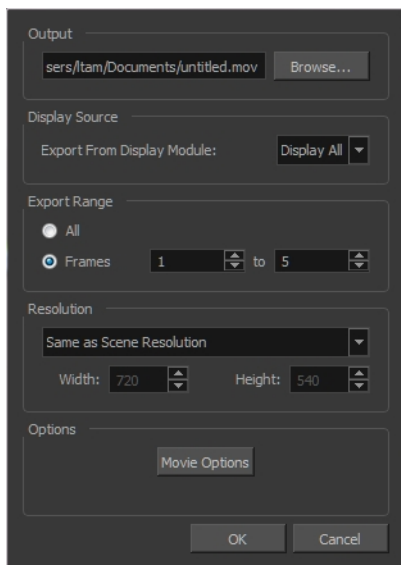 Output
sers/ltam/Documents/untitled.mov Browse...
Display Source
Export From Display Module: Display All
Export Range
All
Frames 1 to 5
Resolution
Same as Scene Resolution
Width: 720 Height: 540
Options
Movie Options
OK Cancel